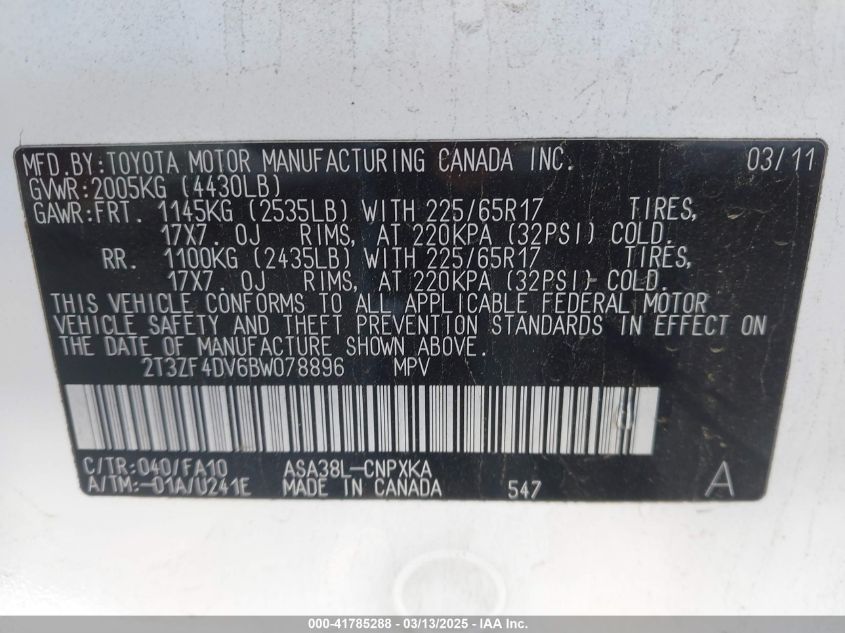 MFD.BY:TOYOTA MOTOR MANUFACTURING CANADA INC. 03/11
GVWR:2005KG (4430LB)
GAWR:FRT. 1145KG (2535LB) WITH 225/65R17 TIRES,
17X7. 0J RIMS, AT 220KPA (32PSI) COLD.
RR. 1100KG (2435LB) WITH 225/65R17 TIRES,
17X7. 0J RIMS, AT 220KPA (32PSI) COLD.
THIS VEHICLE CONFORMS TO ALL APPLICABLE FEDERAL MOTOR
VEHICLE SAFETY AND THEFT PREVENTION STANDARDS IN EFFECT ON
THE DATE OF MANUFACTURE SHOWN ABOVE.
2T3ZF4DV6BW078896 MPV
C/TR:040/FA10 ASA38L-CNPXKA
A/TM:-01A/U241E MADE IN CANADA 547 A
000-41785288 - 03/13/2025 - IAA Inc.